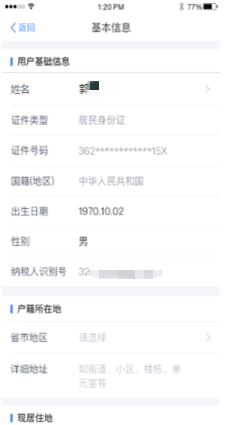 1:20 PM
77%
返回
基本信息
用户基础信息
姓名 郭
证件类型 居民身份证
证件号码 362************15X
国籍(地区) 中华人民共和国
出生日期 1970.10.02
性别 男
纳税人识别号 32
户籍所在地
省市地区 请选择
详细地址 如街道、小区、楼栋、单
元室等
现居住地